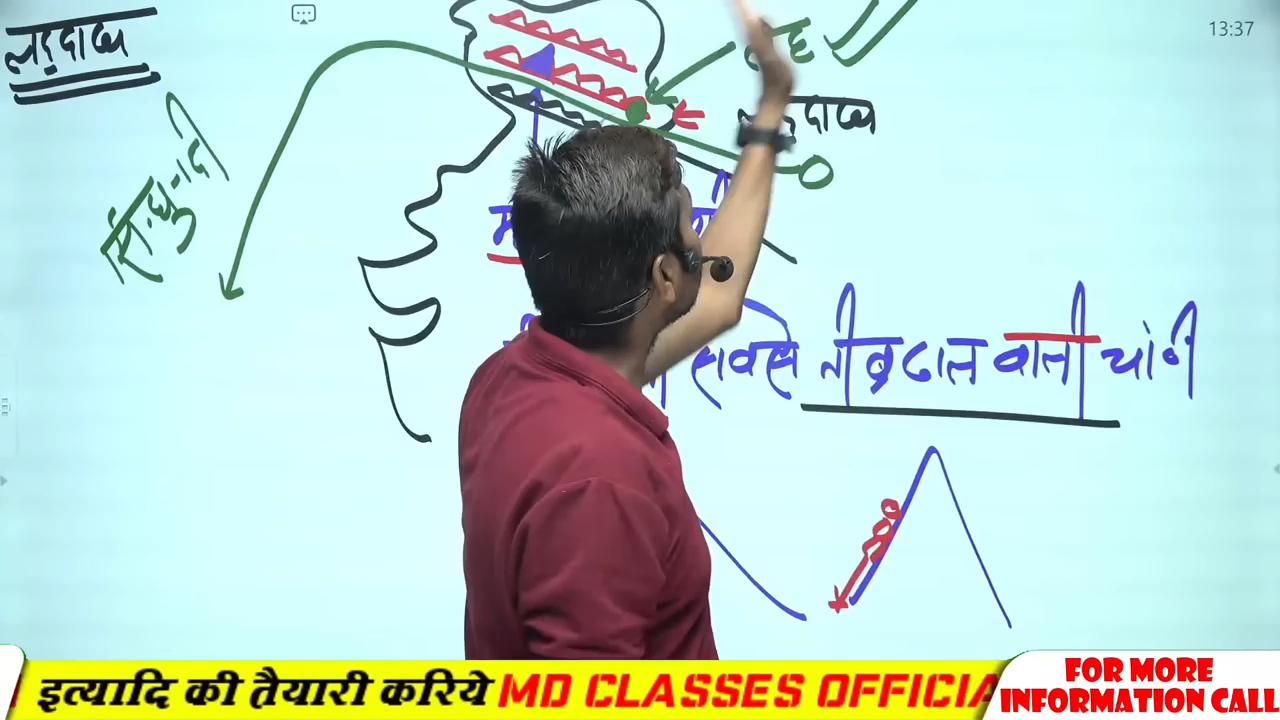 लद्दाख
13:37
लेह
लद्दाख
सिन्धु नदी
सबसे तीव्र ढाल वाली चोटी
इत्यादि की तैयारी करिये MD CLASSES OFFICIA
FOR MORE
INFORMATION CALL